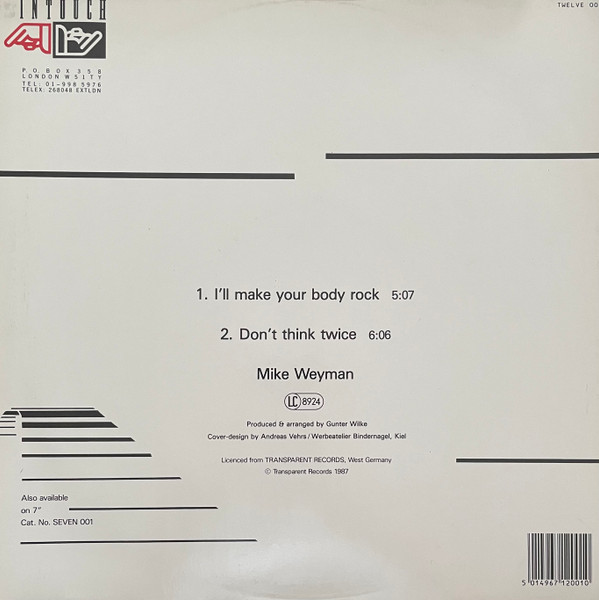 INTOUCH
TWELVE 00
P.O. BOX 358
LONDON W5 1TY
TEL: 01-998 5976
TELEX: 268048 EXTLDN
1. I'll make your body rock 5:07
2. Don't think twice 6:06
Mike Weyman
LC 8924
Produced & arranged by Gunter Wilke
Cover-design by Andreas Vehrs/Werbeatelier Bindernagel, Kiel
Licenced from TRANSPARENT RECORDS, West Germany
© Transparent Records 1987
Also available
on 7"
Cat. No. SEVEN 001
5 014967 120010